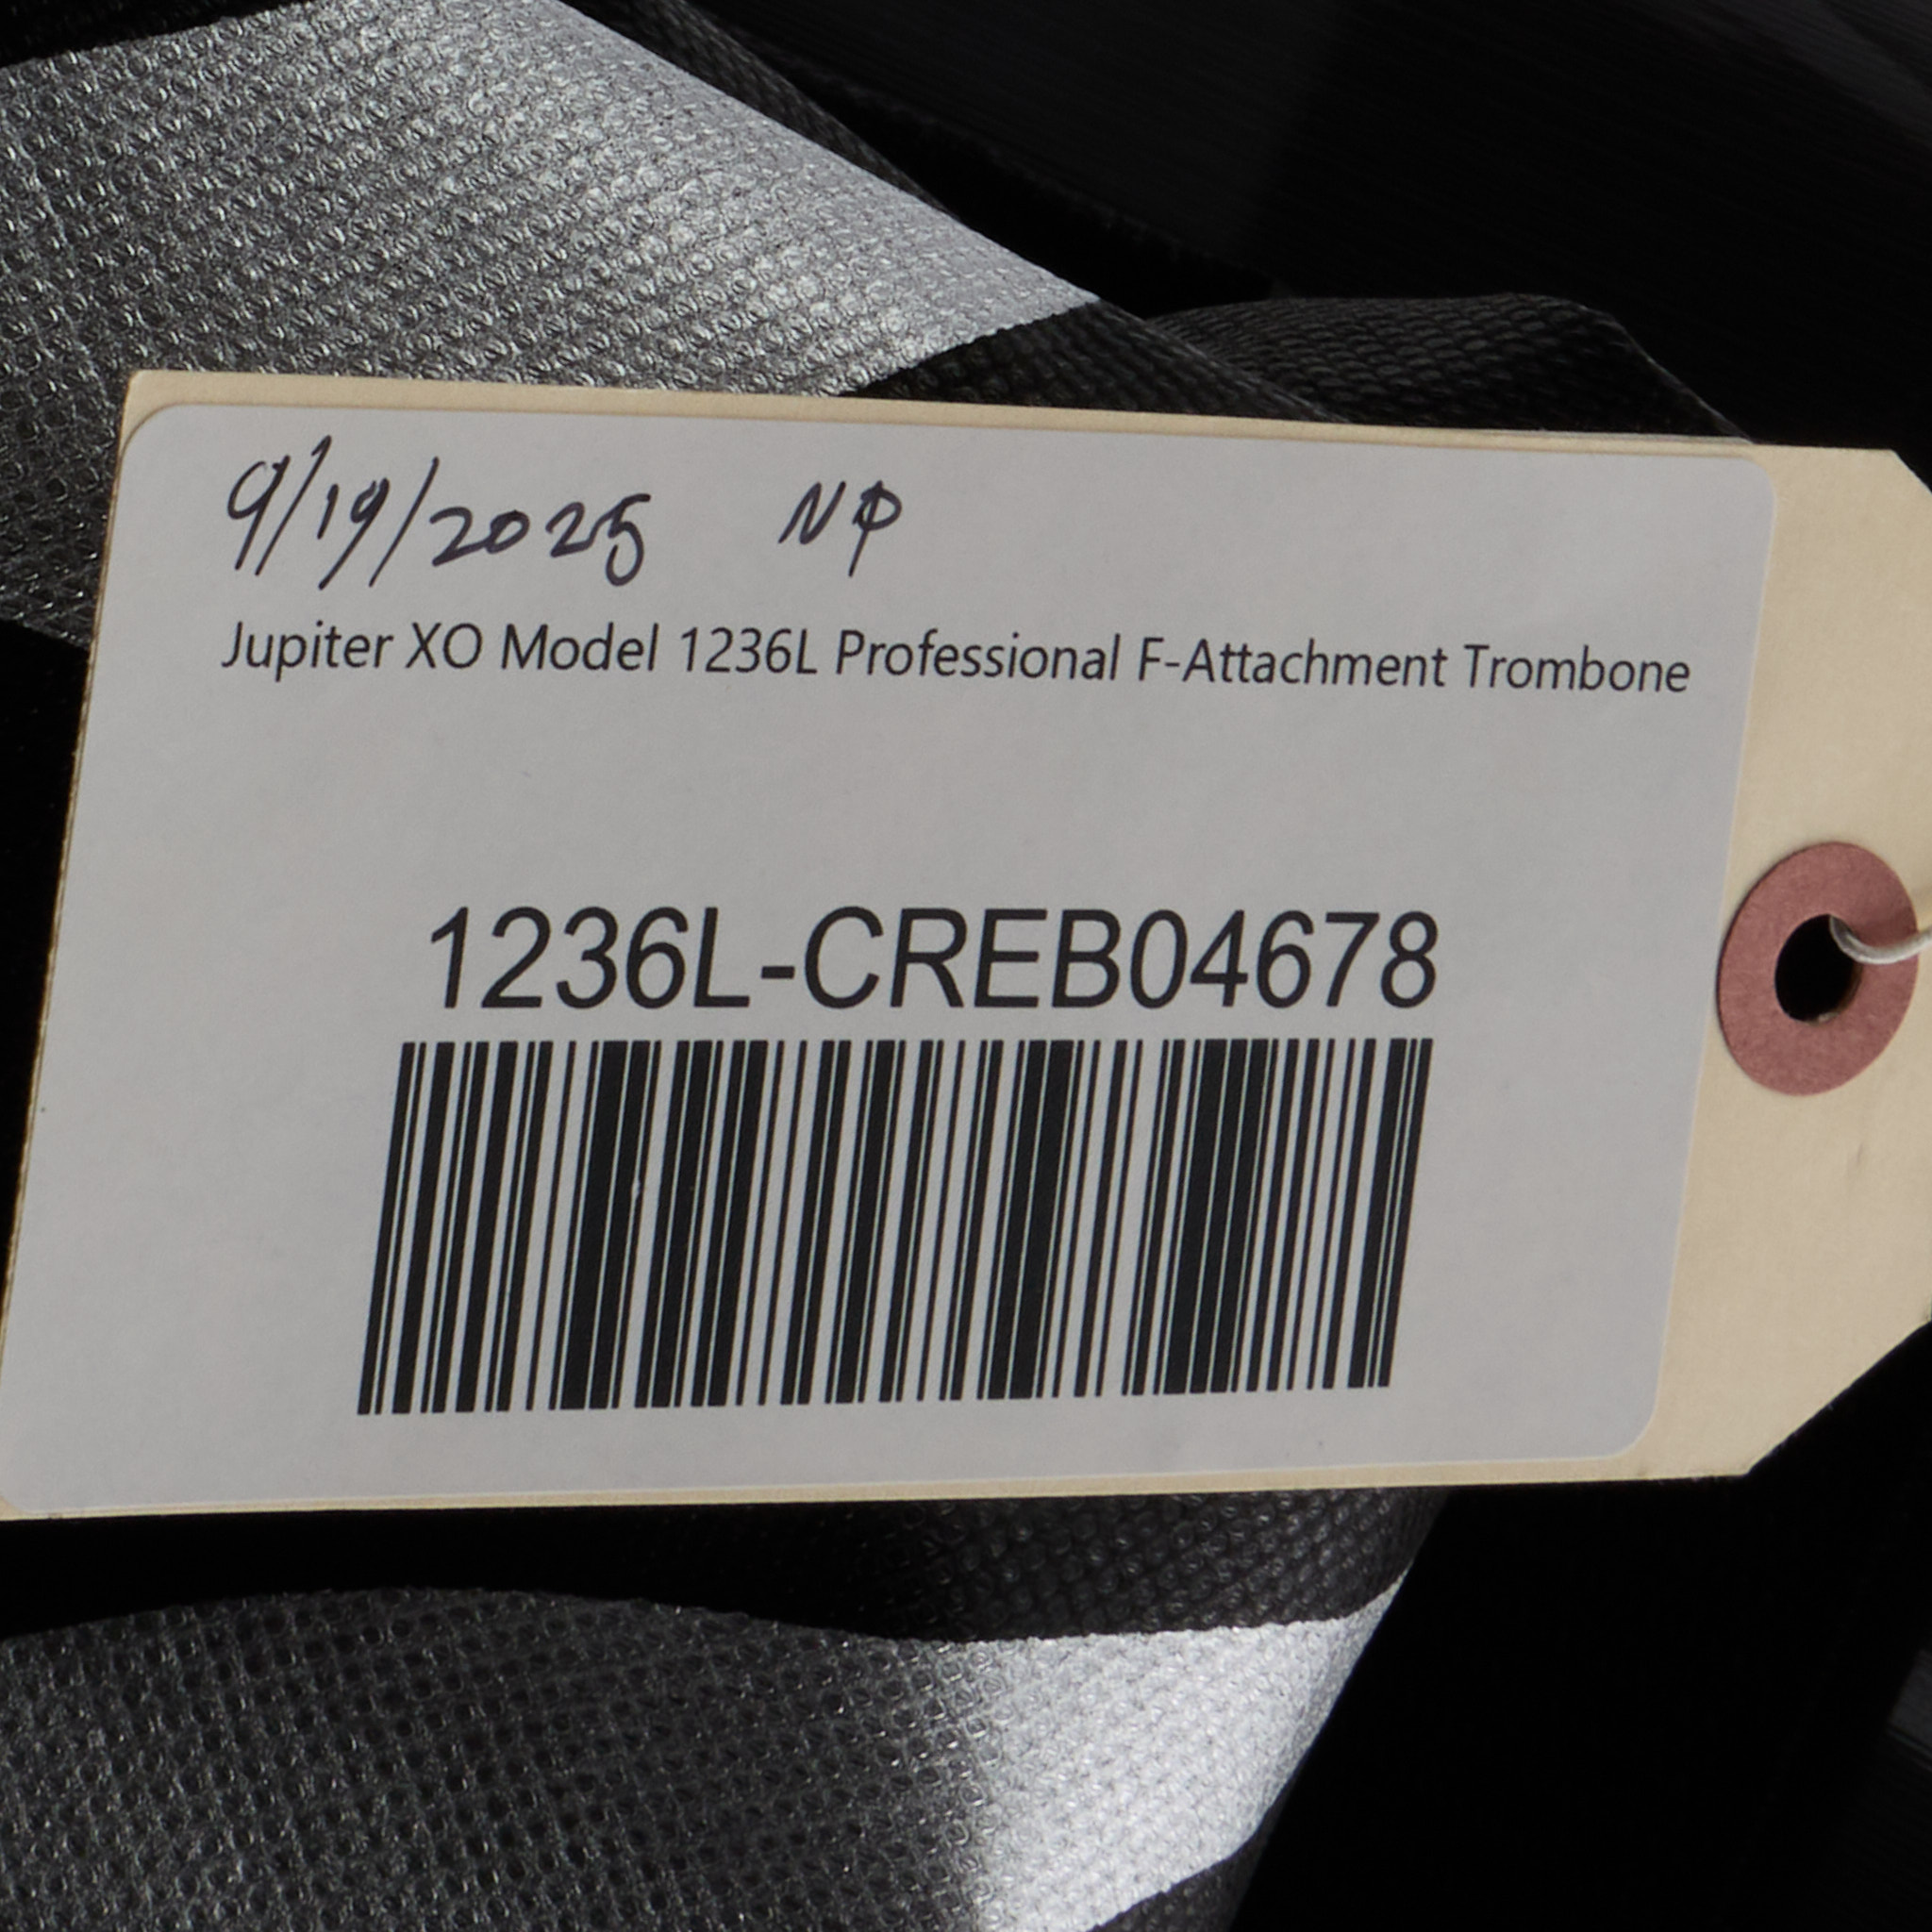 9/19/2025 NP
Jupiter XO Model 1236L Professional F-Attachment Trombone
1236L-CREB04678